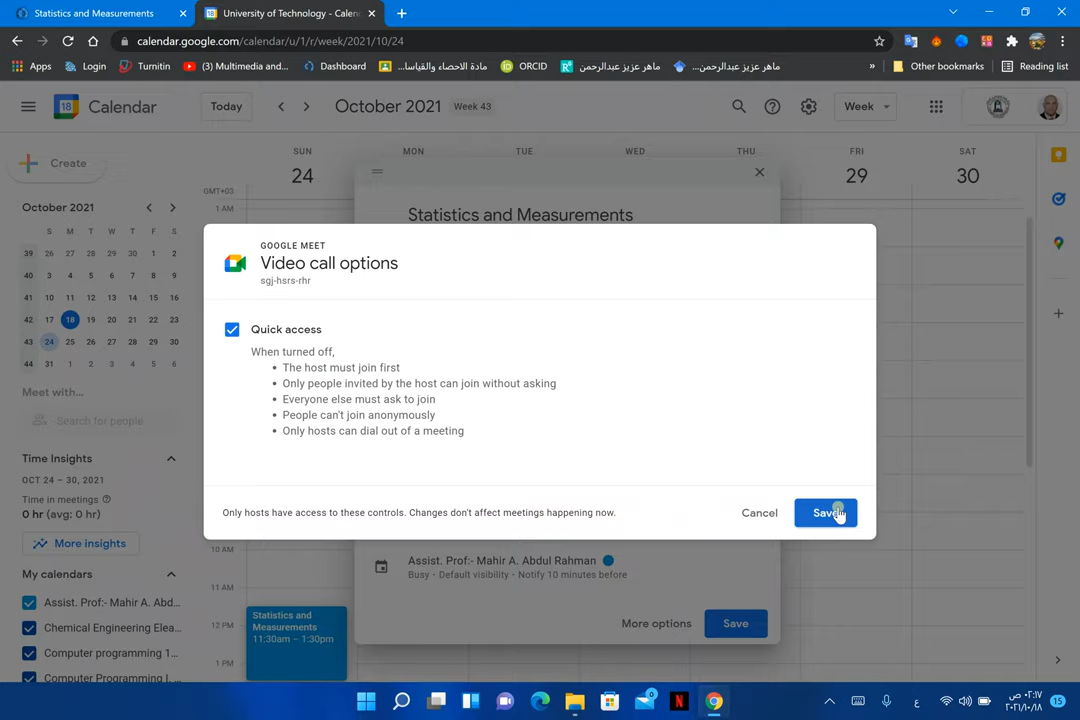 Statistics and Measurements
University of Technology - Calen
calendar.google.com/calendar/u/1/r/week/2021/10/24
Apps
Login
Turnitin
(3) Multimedia and...
Dashboard
مادة الاحصاء والقياسا...
ORCID
ماهر عزيز عبدالرحمن
ماهر عزيز عبدالرحمن...
»
Other bookmarks
Reading list
18
Calendar
Today
October 2021
Week 43
Week
Create
SUN
MON
TUE
WED
THU
FRI
SAT
24
29
30
GMT+03
1 AM
October 2021
S M T W T F S
39 26 27 28 29 30 1 2
40 3 4 5 6 7 8 9
41 10 11 12 13 14 15 16
42 17 18 19 20 21 22 23
43 24 25 26 27 28 29 30
44 31 1 2 3 4 5 6
Meet with...
Search for people
Time Insights
OCT 24 – 30, 2021
Time in meetings
0 hr (avg: 0 hr)
More insights
My calendars
Assist. Prof:- Mahir A. Abd...
Chemical Engineering Elea...
Computer programming 1...
Computer Programming I.
Statistics and Measurements
GOOGLE MEET
Video call options
sgj-hsrs-rhr
Quick access
When turned off,
• The host must join first
• Only people invited by the host can join without asking
• Everyone else must ask to join
• People can't join anonymously
• Only hosts can dial out of a meeting
Only hosts have access to these controls. Changes don't affect meetings happening now.
Cancel
Save
10 AM
11 AM
12 PM
1 PM
Statistics and
Measurements
11:30am – 1:30pm
Assist. Prof:- Mahir A. Abdul Rahman
Busy · Default visibility · Notify 10 minutes before
More options
Save
0
N
ع
٠٢:١٧ ص
٢٠٢١/١٠/١٨
15